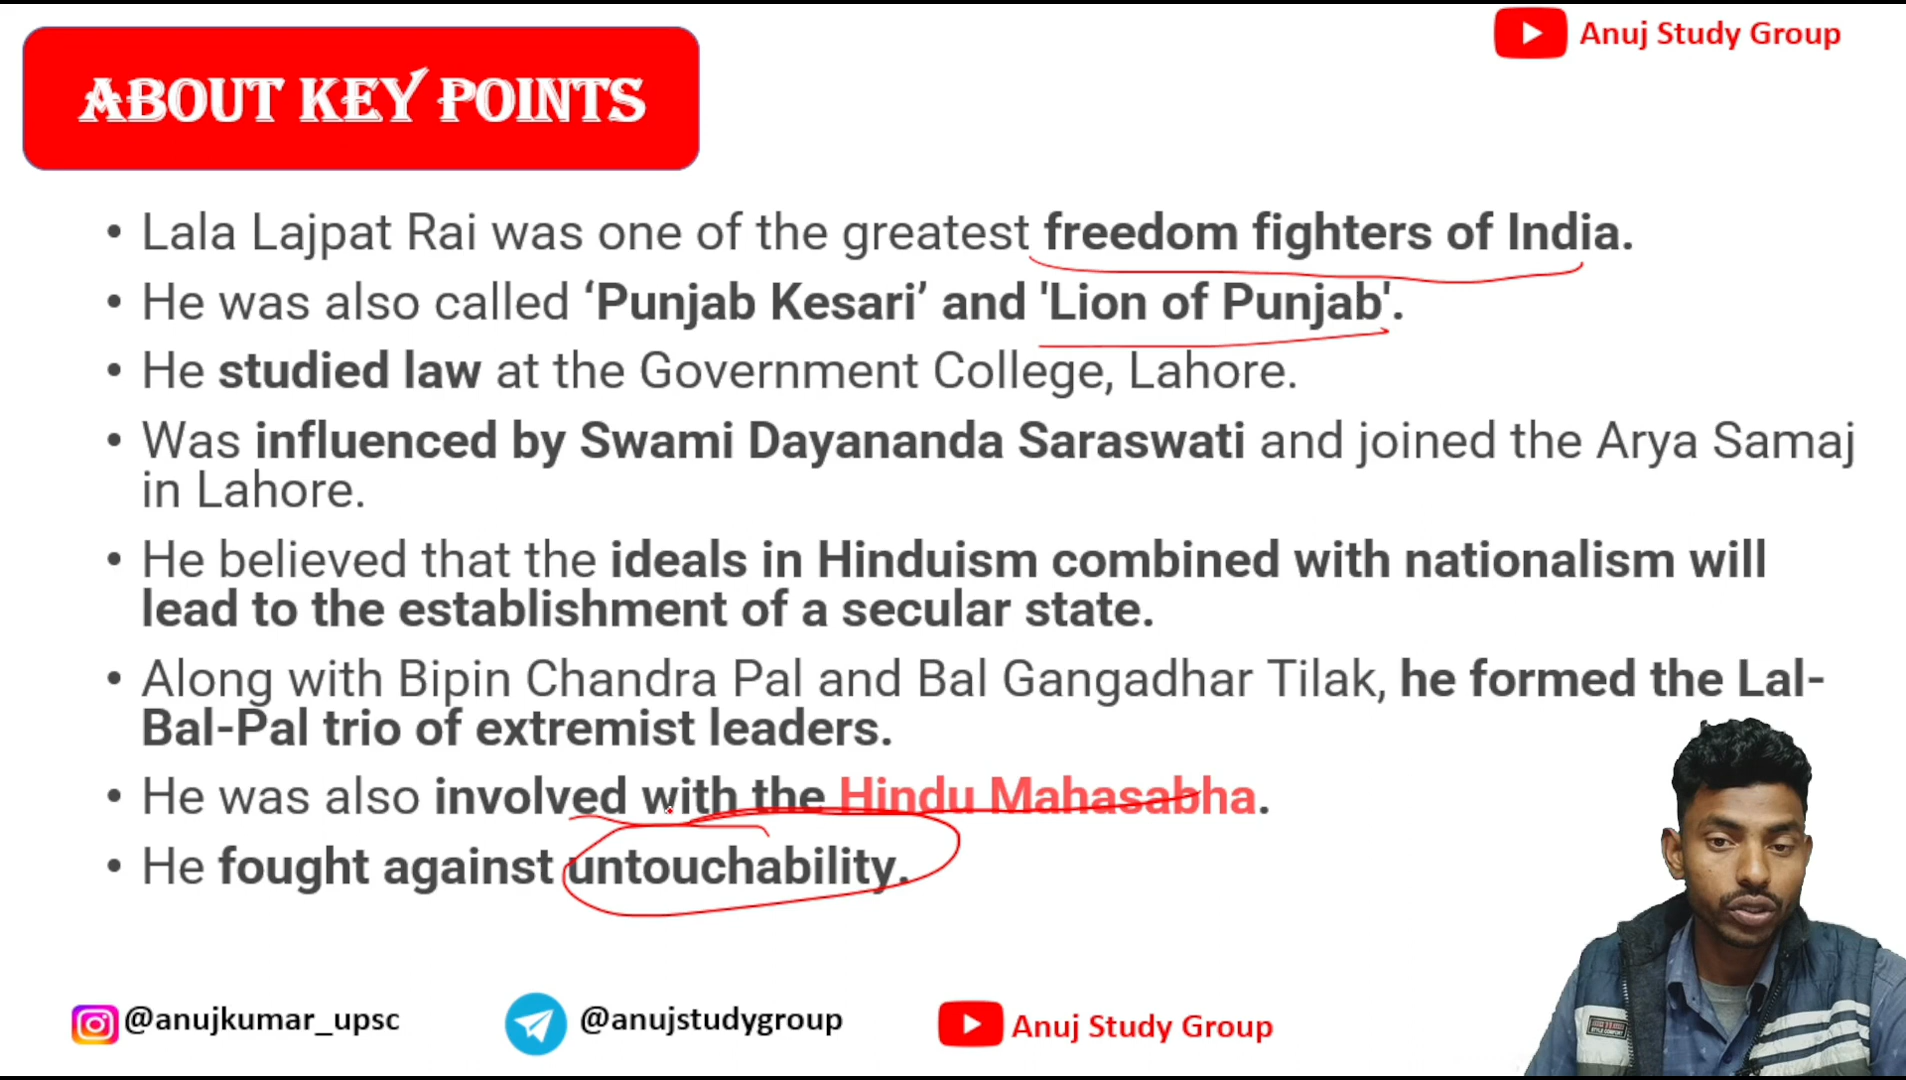 Anuj Study Group
ABOUT KEY POINTS
• Lala Lajpat Rai was one of the greatest freedom fighters of India.
• He was also called ‘Punjab Kesari’ and 'Lion of Punjab'.
• He studied law at the Government College, Lahore.
• Was influenced by Swami Dayananda Saraswati and joined the Arya Samaj
in Lahore.
• He believed that the ideals in Hinduism combined with nationalism will
lead to the establishment of a secular state.
• Along with Bipin Chandra Pal and Bal Gangadhar Tilak, he formed the Lal-
Bal-Pal trio of extremist leaders.
• He was also involved with the Hindu Mahasabha.
• He fought against untouchability.
@anujkumar_upsc
@anujstudygroup
Anuj Study Group